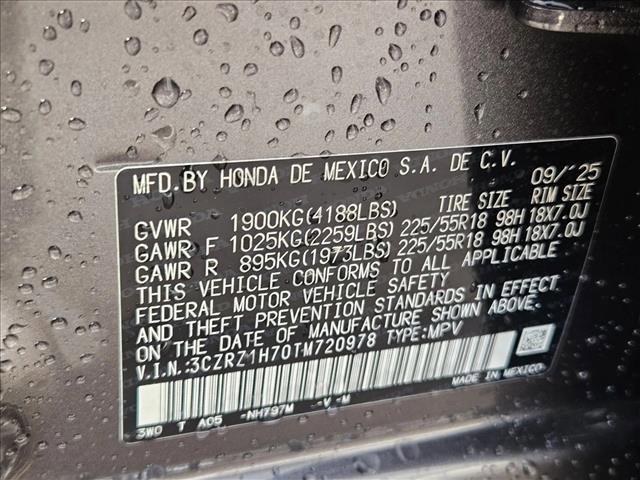 MFD. BY HONDA DE MEXICO S.A. DE C.V. 09/ 25
GVWR 1900KG(4188LBS) TIRE SIZE RIM SIZE
GAWR F 1025KG(2259LBS) 225/55R18 98H 18X7.0J
GAWR R 895KG(1973LBS) 225/55R18 98H 18X7.0J
THIS VEHICLE CONFORMS TO ALL APPLICABLE
FEDERAL MOTOR VEHICLE SAFETY
AND THEFT PREVENTION STANDARDS IN EFFECT
ON THE DATE OF MANUFACTURE SHOWN ABOVE.
V.I.N.:3CZRZ1H70TM720978 TYPE:MPV
3WO T A05 -NH797M -V -M